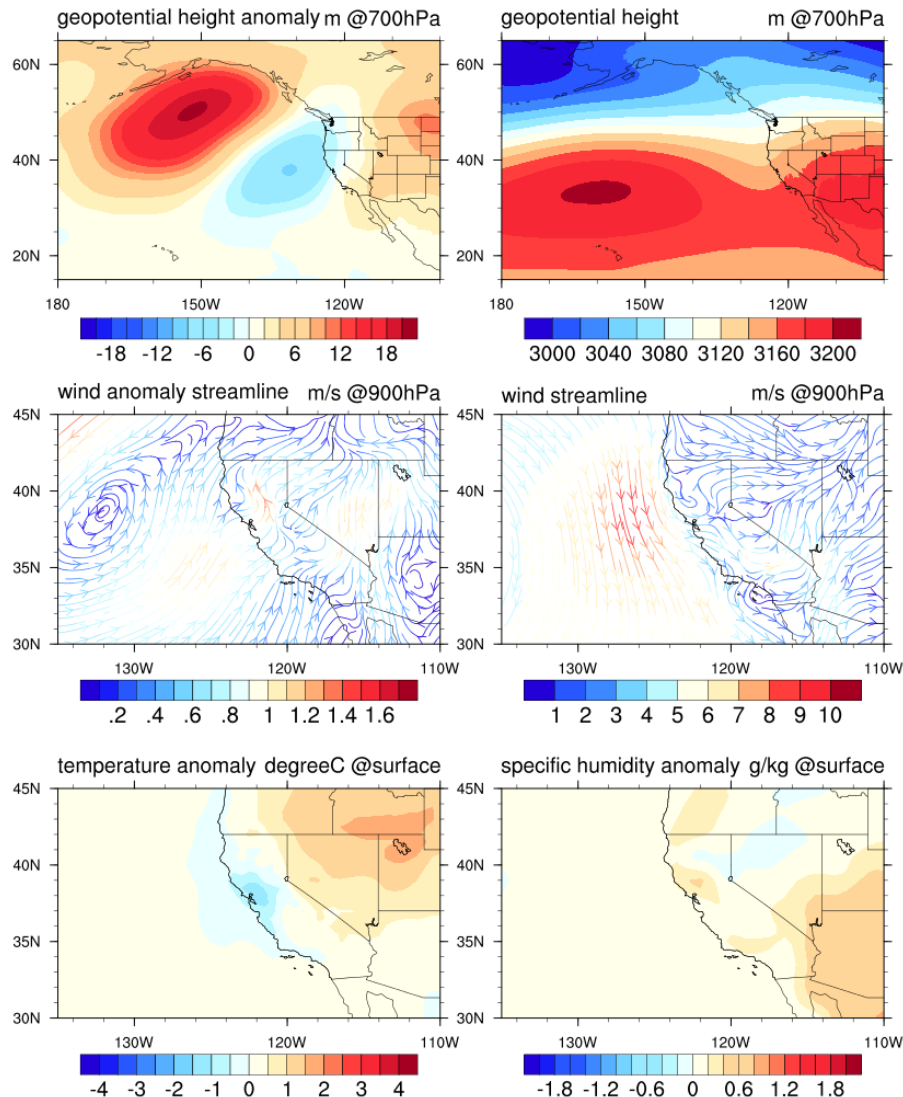 geopotential height anomaly m @700hPa
geopotential height m @700hPa
60N
40N
20N
180 150W 120W
-18 -12 -6 0 6 12 18
60N
40N
20N
180 150W 120W
3000 3040 3080 3120 3160 3200
wind anomaly streamline m/s @900hPa
wind streamline m/s @900hPa
45N
40N
35N
30N
130W 120W 110W
.2 .4 .6 .8 1 1.2 1.4 1.6
45N
40N
35N
30N
130W 120W 110W
1 2 3 4 5 6 7 8 9 10
temperature anomaly degreeC @surface
specific humidity anomaly g/kg @surface
45N
40N
35N
30N
130W 120W 110W
-4 -3 -2 -1 0 1 2 3 4
45N
40N
35N
30N
130W 120W 110W
-1.8 -1.2 -0.6 0 0.6 1.2 1.8